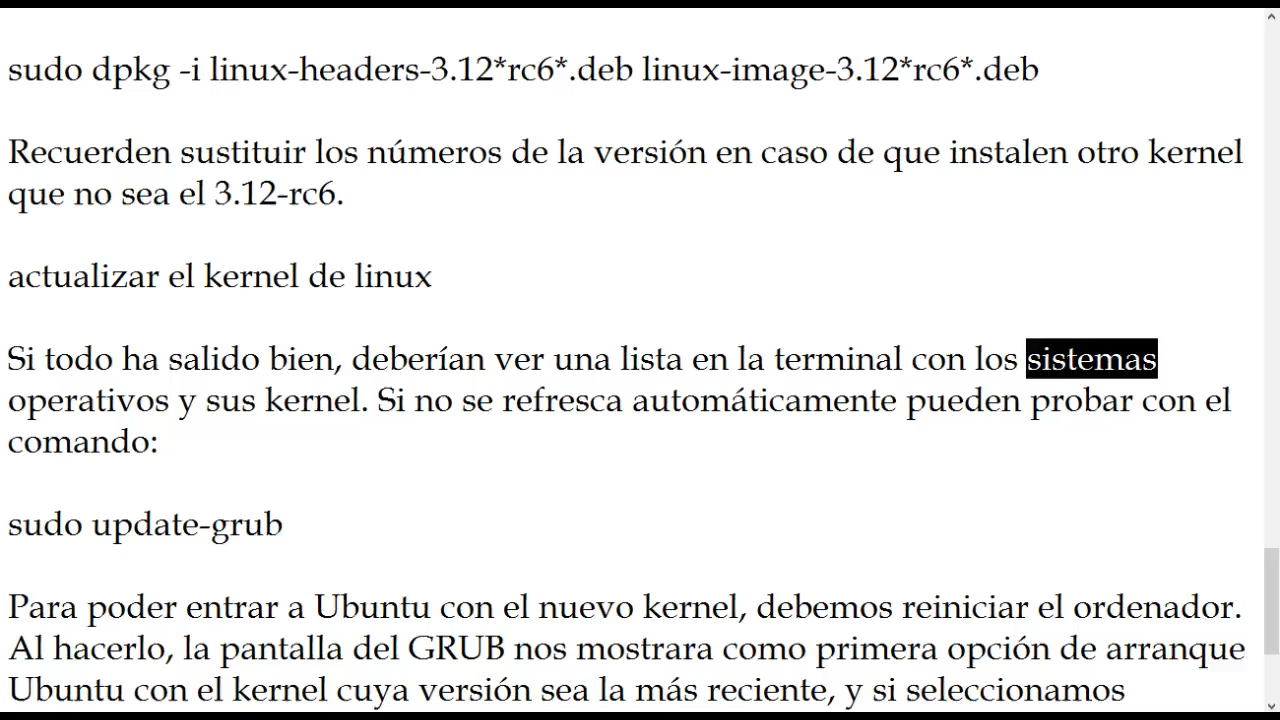 sudo dpkg -i linux-headers-3.12*rc6*.deb linux-image-3.12*rc6*.deb
Recuerden sustituir los números de la versión en caso de que instalen otro kernel
que no sea el 3.12-rc6.
actualizar el kernel de linux
Si todo ha salido bien, deberían ver una lista en la terminal con los sistemas
operativos y sus kernel. Si no se refresca automáticamente pueden probar con el
comando:
sudo update-grub
Para poder entrar a Ubuntu con el nuevo kernel, debemos reiniciar el ordenador.
Al hacerlo, la pantalla del GRUB nos mostrara como primera opción de arranque
Ubuntu con el kernel cuya versión sea la más reciente, y si seleccionamos